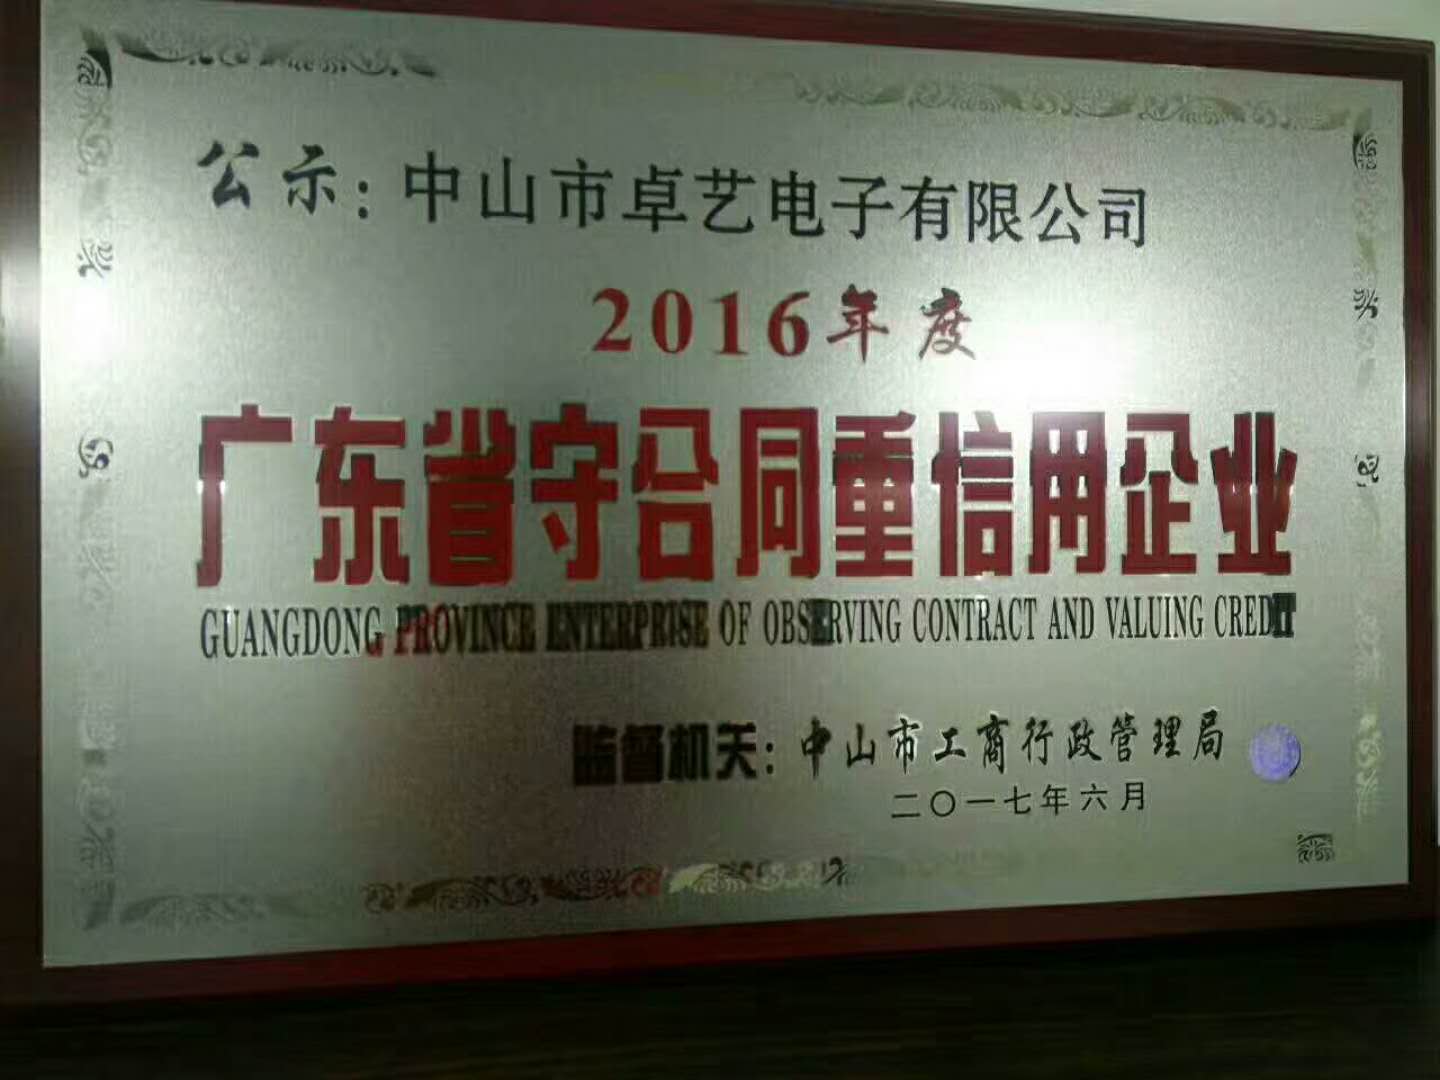 公示：中山市卓艺电子有限公司
2016年度
广东省守合同重信用企业
GUANGDONG PROVINCE ENTERPRISE OF OBSERVING CONTRACT AND VALUING CREDIT
监督机关：中山市工商行政管理局
二〇一七年六月